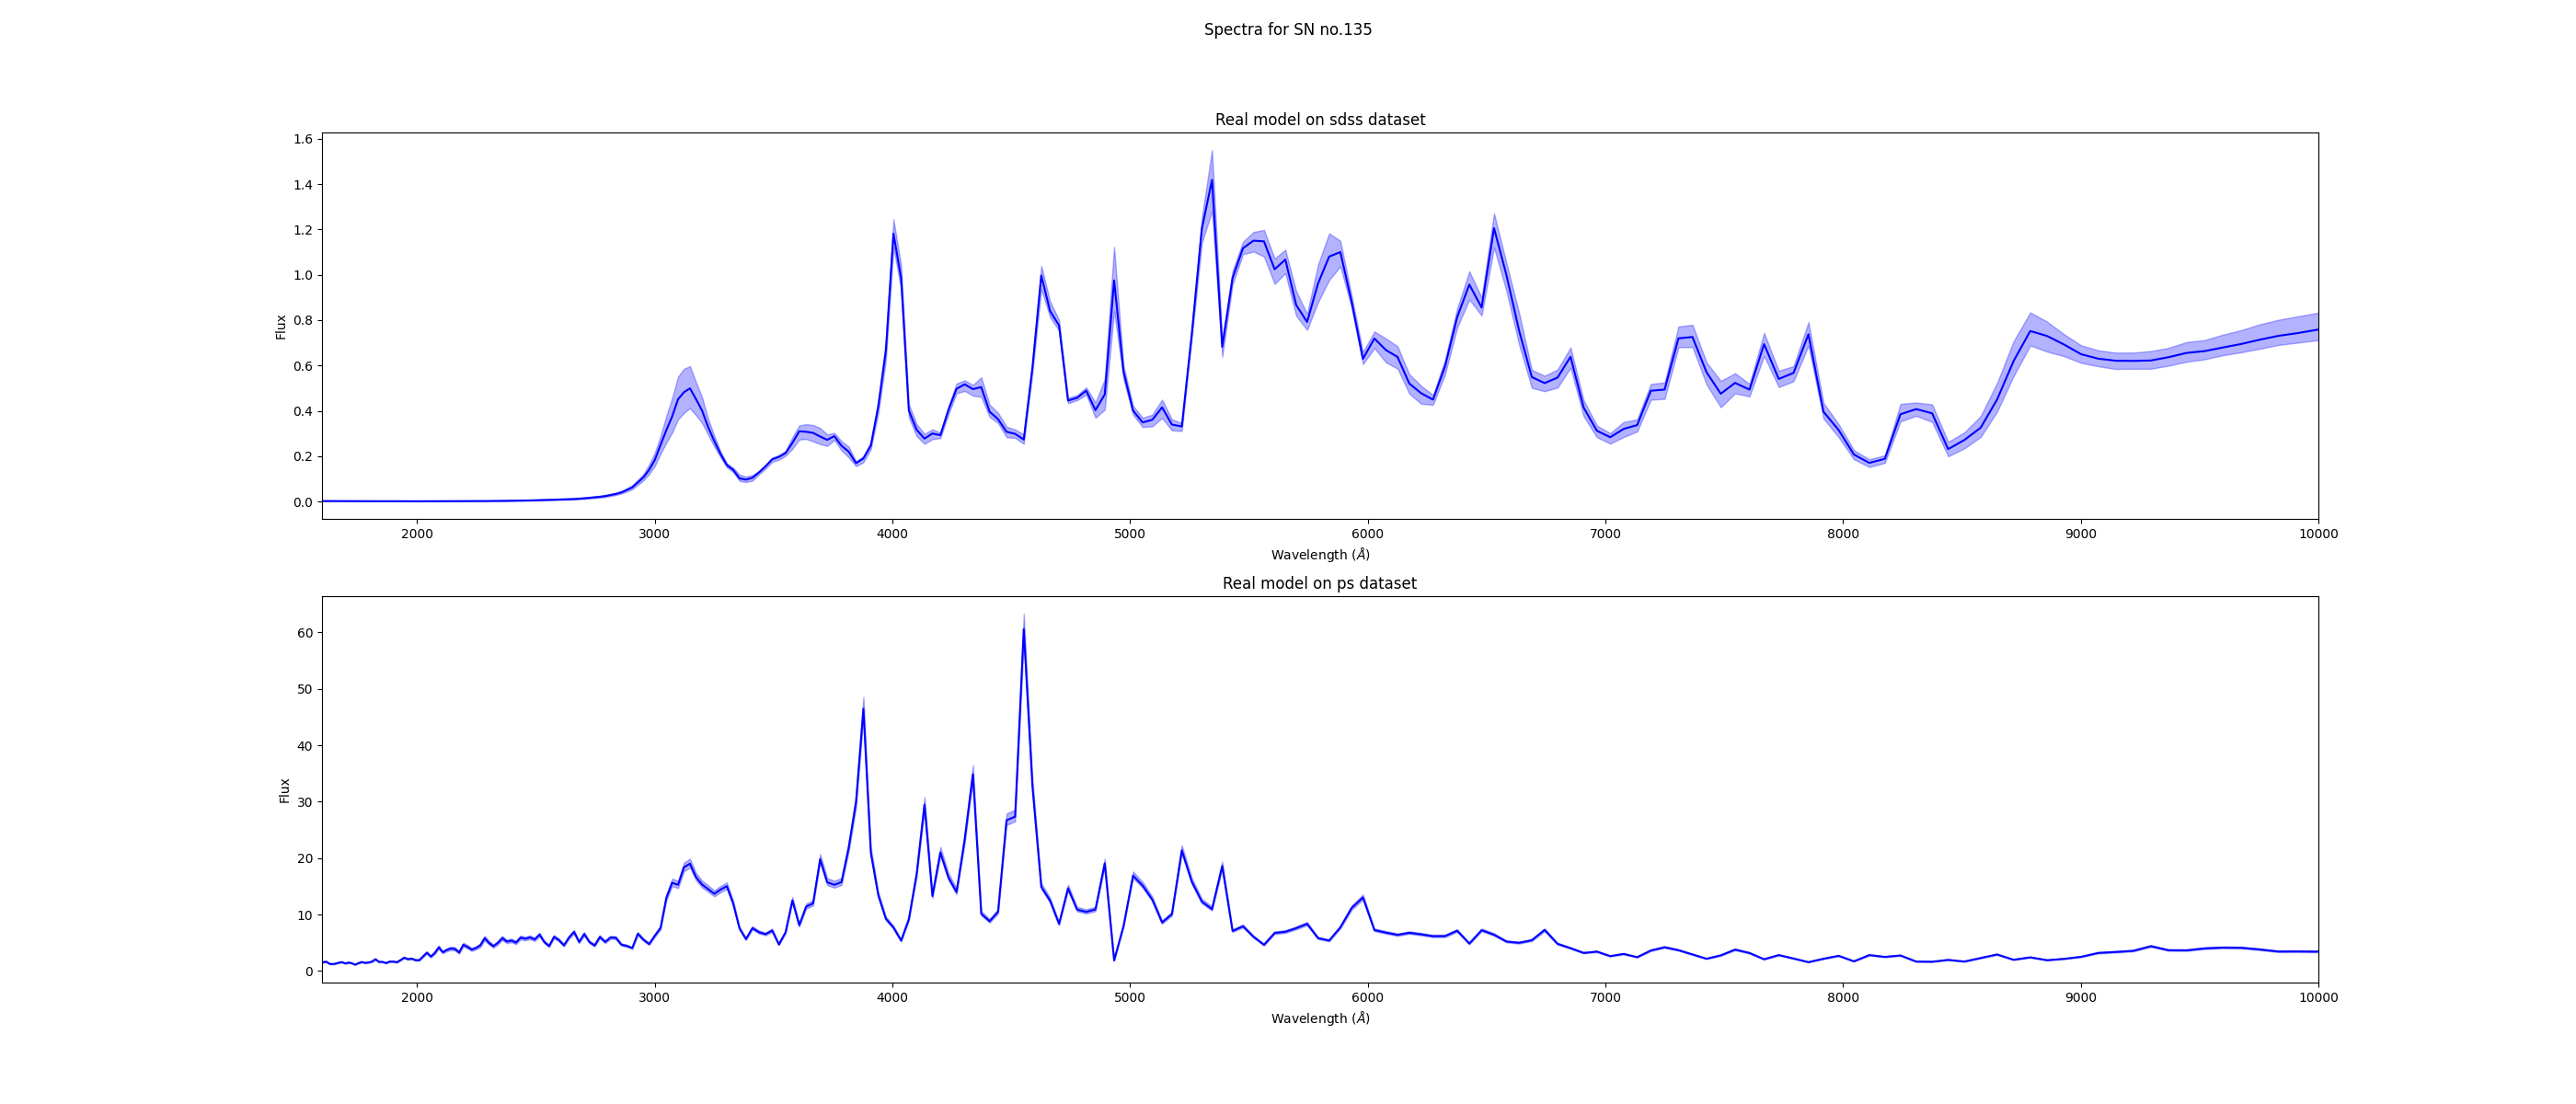 Spectra for SN no.135
Real model on sdss dataset
1.6
1.4
1.2
1.0
0.8
0.6
0.4
0.2
0.0
Flux
2000 3000 4000 5000 6000 7000 8000 9000 10000
Wavelength (Å)
Real model on ps dataset
60
50
40
30
20
10
0
Flux
2000 3000 4000 5000 6000 7000 8000 9000 10000
Wavelength (Å)